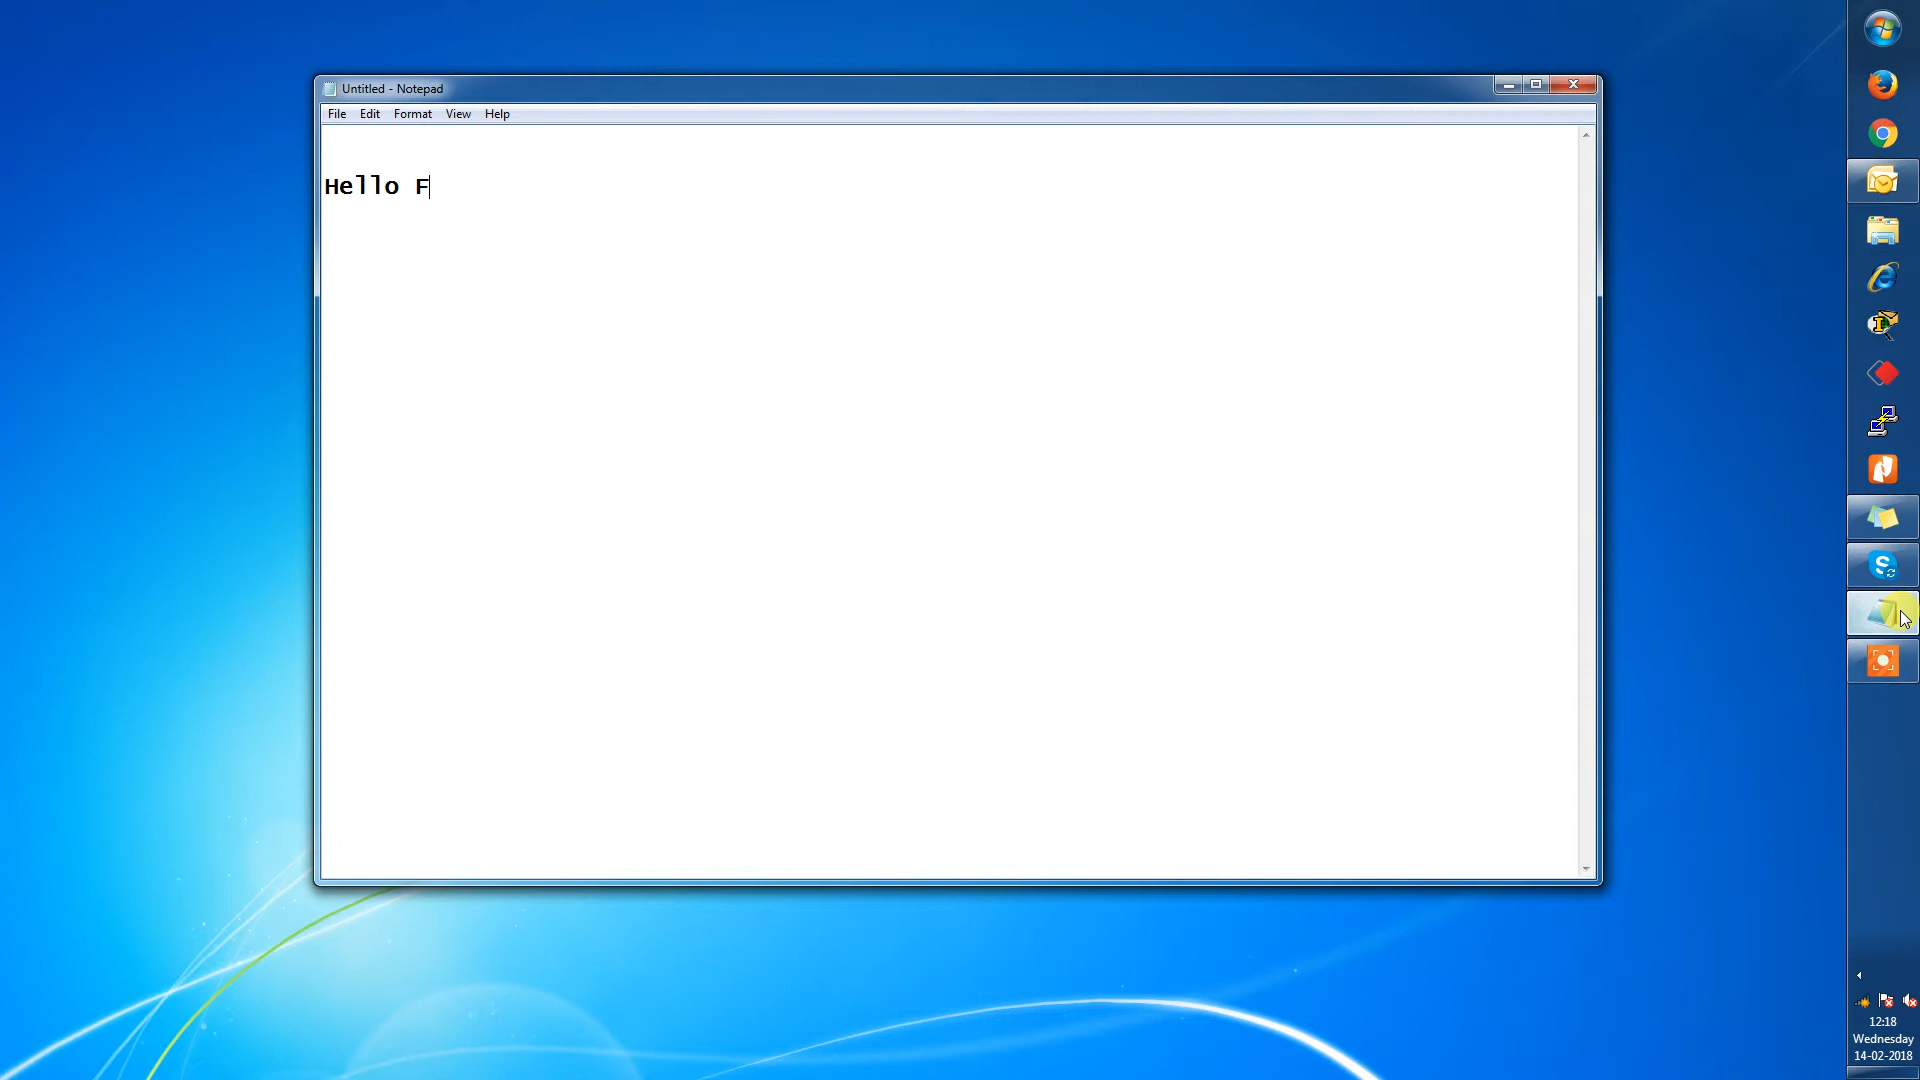 Untitled - Notepad
File Edit Format View Help
Hello F
12:18
Wednesday
14-02-2018